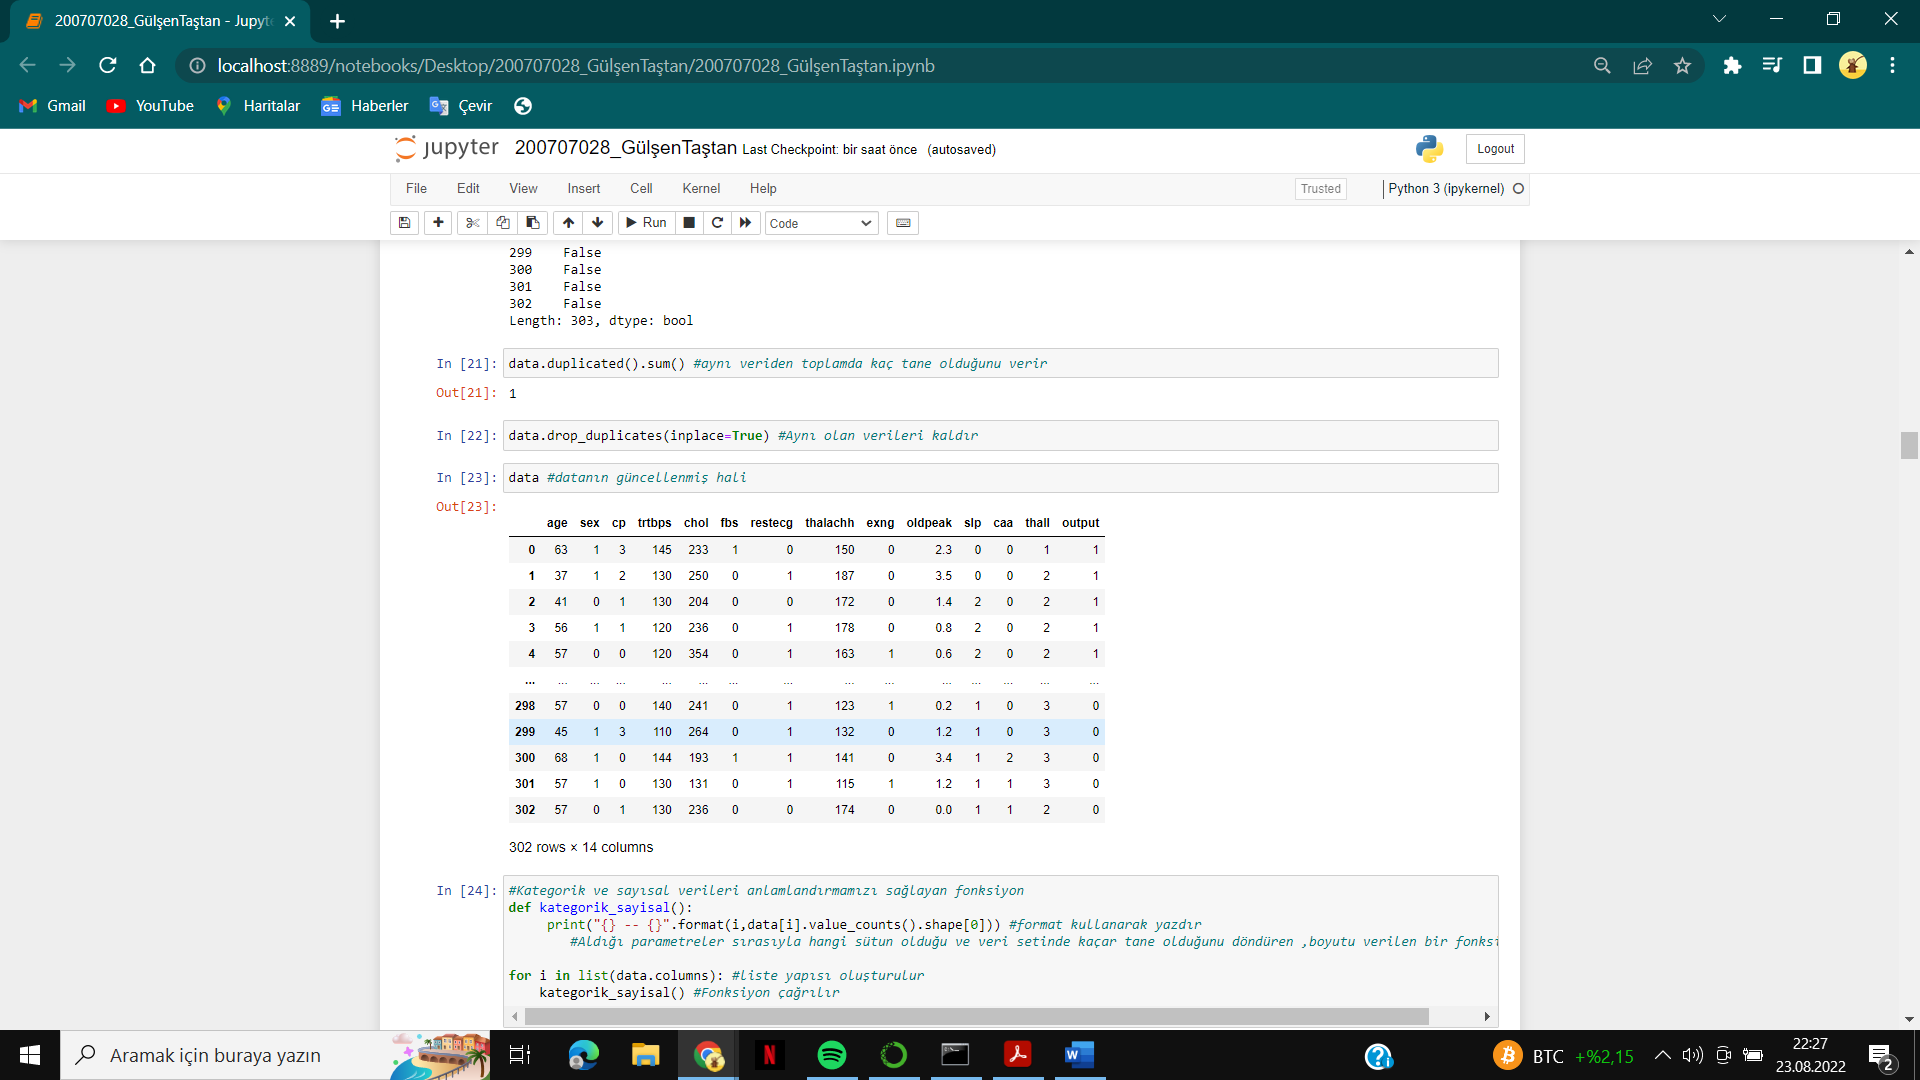 200707028_GülşenTaştan - Jupyte
localhost:8889/notebooks/Desktop/200707028_GülşenTaştan/200707028_GülşenTaştan.ipynb
Gmail YouTube Haritalar Haberler Çevir
jupyter 200707028_GülşenTaştan Last Checkpoint: bir saat önce (autosaved) Logout
File Edit View Insert Cell Kernel Help Trusted Python 3 (ipykernel)
Run Code
299 False
300 False
301 False
302 False
Length: 303, dtype: bool
In [21]: data.duplicated().sum() #aynı veriden toplamda kaç tane olduğunu verir
Out[21]: 1
In [22]: data.drop_duplicates(inplace=True) #Aynı olan verileri kaldır
In [23]: data #datanın güncellenmiş hali
Out[23]:
age sex cp trtbps chol fbs restecg thalachh exng oldpeak slp caa thall output
0 63 1 3 145 233 1 0 150 0 2.3 0 0 1 1
1 37 1 2 130 250 0 1 187 0 3.5 0 0 2 1
2 41 0 1 130 204 0 0 172 0 1.4 2 0 2 1
3 56 1 1 120 236 0 1 178 0 0.8 2 0 2 1
4 57 0 0 120 354 0 1 163 1 0.6 2 0 2 1
... ... ... ... ... ... ... ... ... ... ... ... ... ... ...
298 57 0 0 140 241 0 1 123 1 0.2 1 0 3 0
299 45 1 3 110 264 0 1 132 0 1.2 1 0 3 0
300 68 1 0 144 193 1 1 141 0 3.4 1 2 3 0
301 57 1 0 130 131 0 1 115 1 1.2 1 1 3 0
302 57 0 1 130 236 0 0 174 0 0.0 1 1 2 0
302 rows × 14 columns
In [24]: #Kategorik ve sayısal verileri anlamlandırmamızı sağlayan fonksiyon
def kategorik_sayisal():
print("{} -- {}".format(i,data[i].value_counts().shape[0])) #format kullanarak yazdır
#Aldığı parametreler sırasıyla hangi sütun olduğu ve veri setinde kaçar tane olduğunu döndüren ,boyutu verilen bir fonksi
for i in list(data.columns): #liste yapısı oluşturulur
kategorik_sayisal() #Fonksiyon çağrılır
Aramak için buraya yazın
BTC +%2,15
22:27
23.08.2022
2